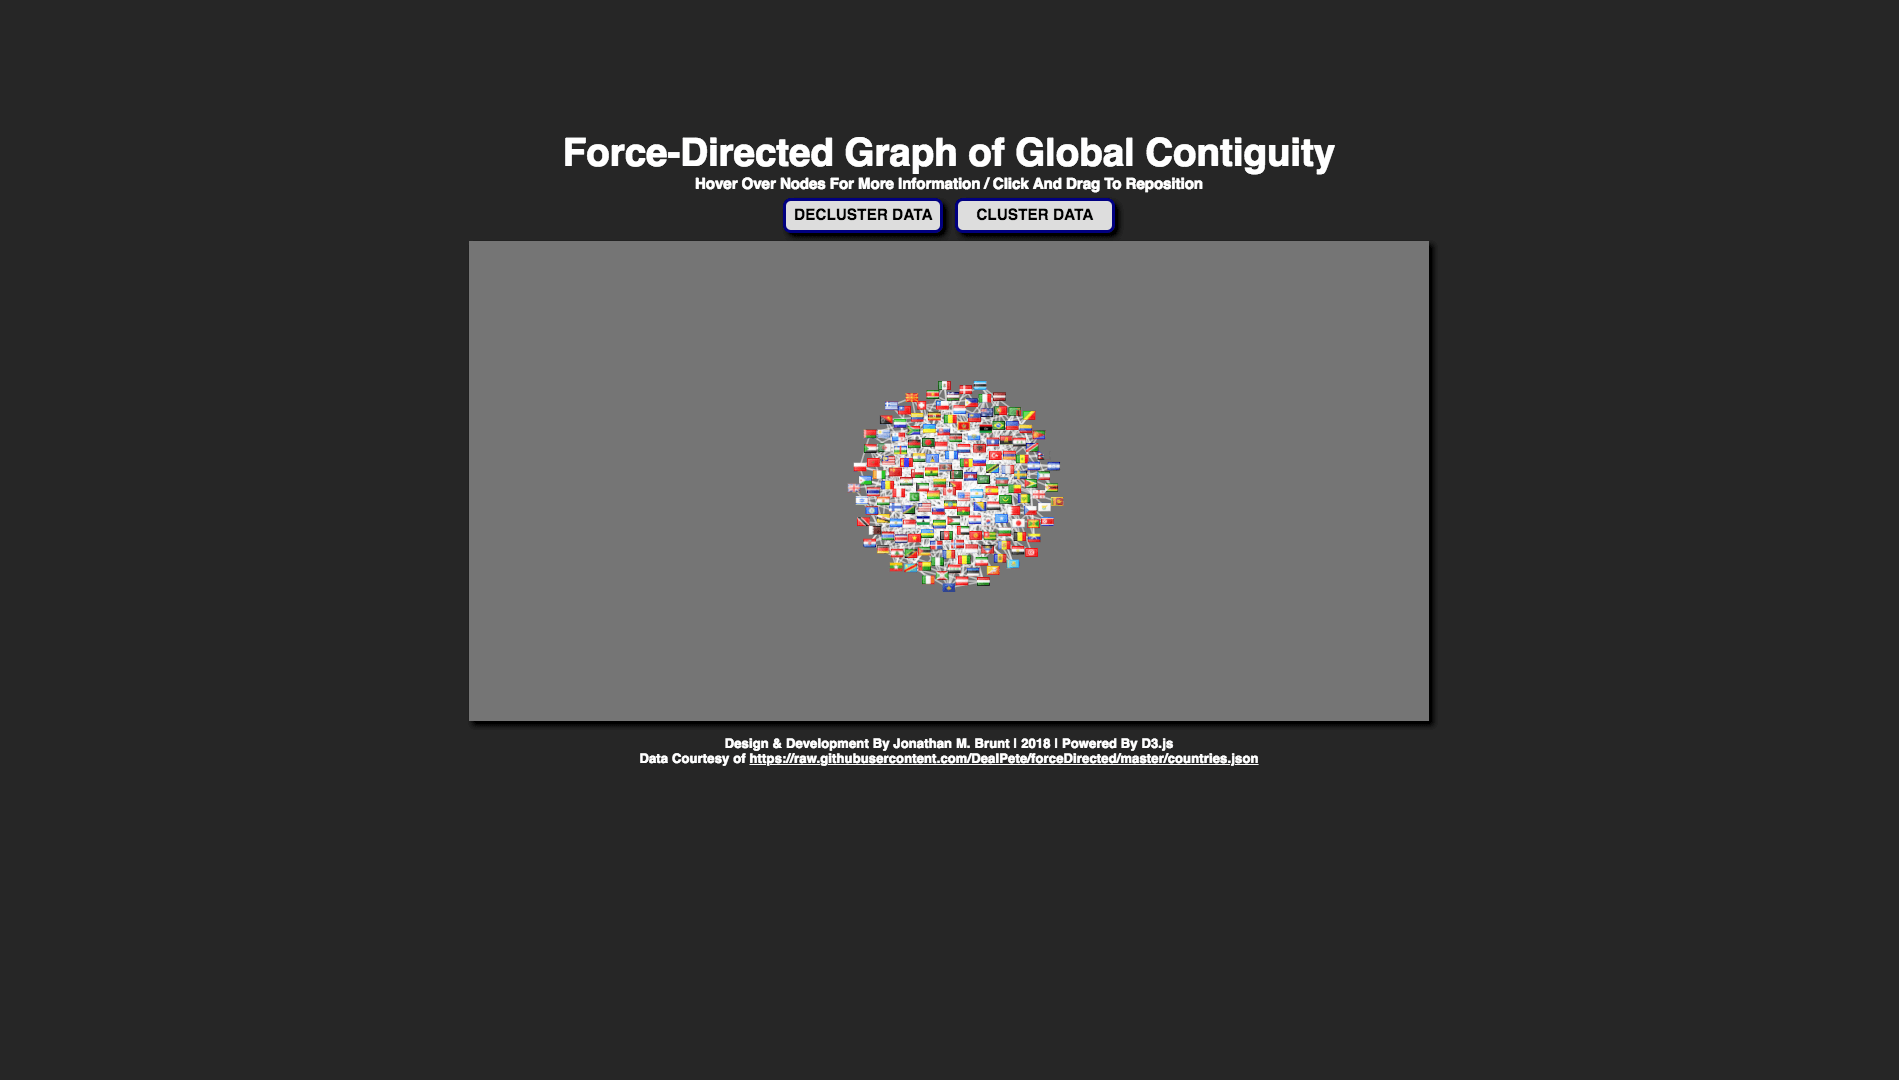 Force-Directed Graph of Global Contiguity
Hover Over Nodes For More Information / Click And Drag To Reposition
DECLUSTER DATA CLUSTER DATA
Design & Development By Jonathan M. Brunt | 2018 | Powered By D3.js
Data Courtesy of https://raw.githubusercontent.com/DealPete/forceDirected/master/countries.json